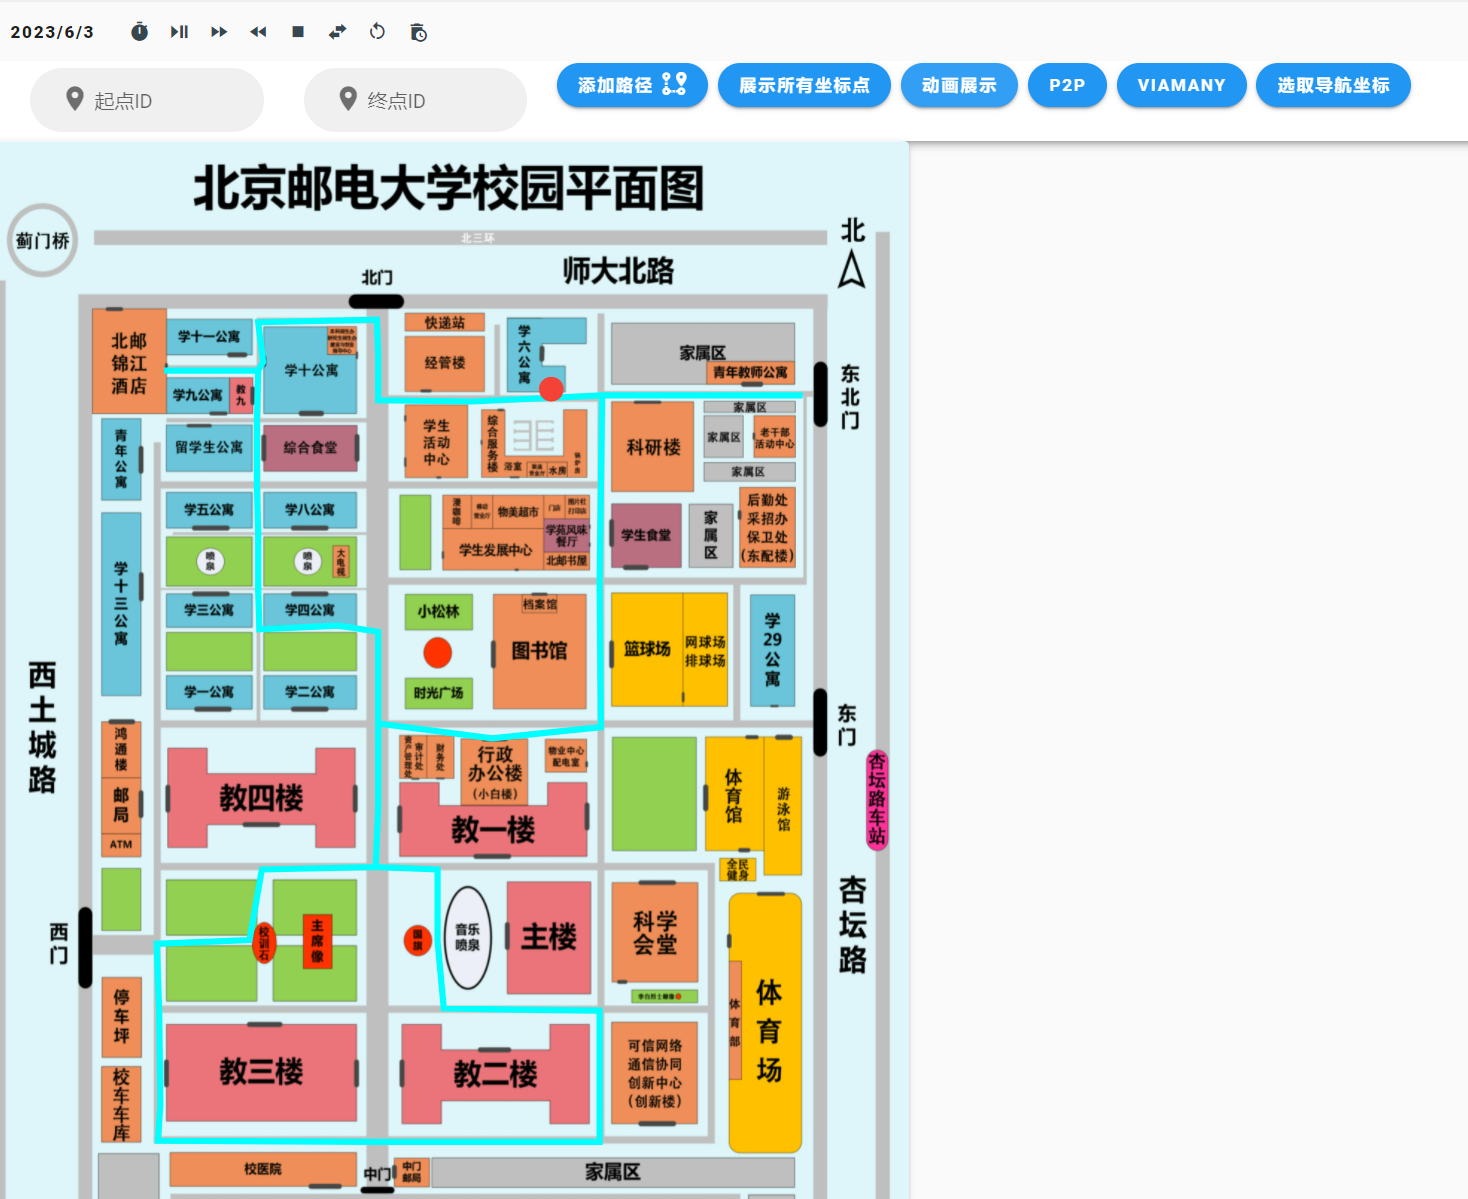 2023/6/3
起点ID
终点ID
添加路径
展示所有坐标点
动画展示
P2P
VIAMANY
选取导航坐标
北京邮电大学校园平面图
蓟门桥
北三环
北
师大北路
北门
北邮
锦江
酒店
学十一公寓
学十公寓
快递站
经管楼
学六公寓
家属区
青年教师公寓
东北门
学九公寓
教九
青年公寓
留学生公寓
综合食堂
学生
活动
中心
综合服务楼
浴室
水房
科研楼
家属区
家属区
老干部
活动中心
家属区
学五公寓
学八公寓
物美超市
门店
学苑风味
餐厅
学生发展中心
北邮书屋
学生食堂
家属区
后勤处
采招办
保卫处
(东配楼)
喷泉
喷泉
大电视
学十三公寓
学三公寓
学四公寓
小松林
档案馆
图书馆
篮球场
网球场
排球场
学29公寓
时光广场
学一公寓
学二公寓
西土城路
东门
鸿通楼
邮局
ATM
教四楼
审计处
财务处
行政
办公楼
(小白楼)
物业中心
配电室
教一楼
体育馆
游泳馆
杏坛路车站
全民
健身
杏坛路
西门
校训石
主席像
国旗
音乐
喷泉
主楼
科学
会堂
体育场
体育部
停车坪
校车车库
教三楼
教二楼
可信网络
通信协同
创新中心
(创新楼)
校医院
中门
中门
邮局
家属区